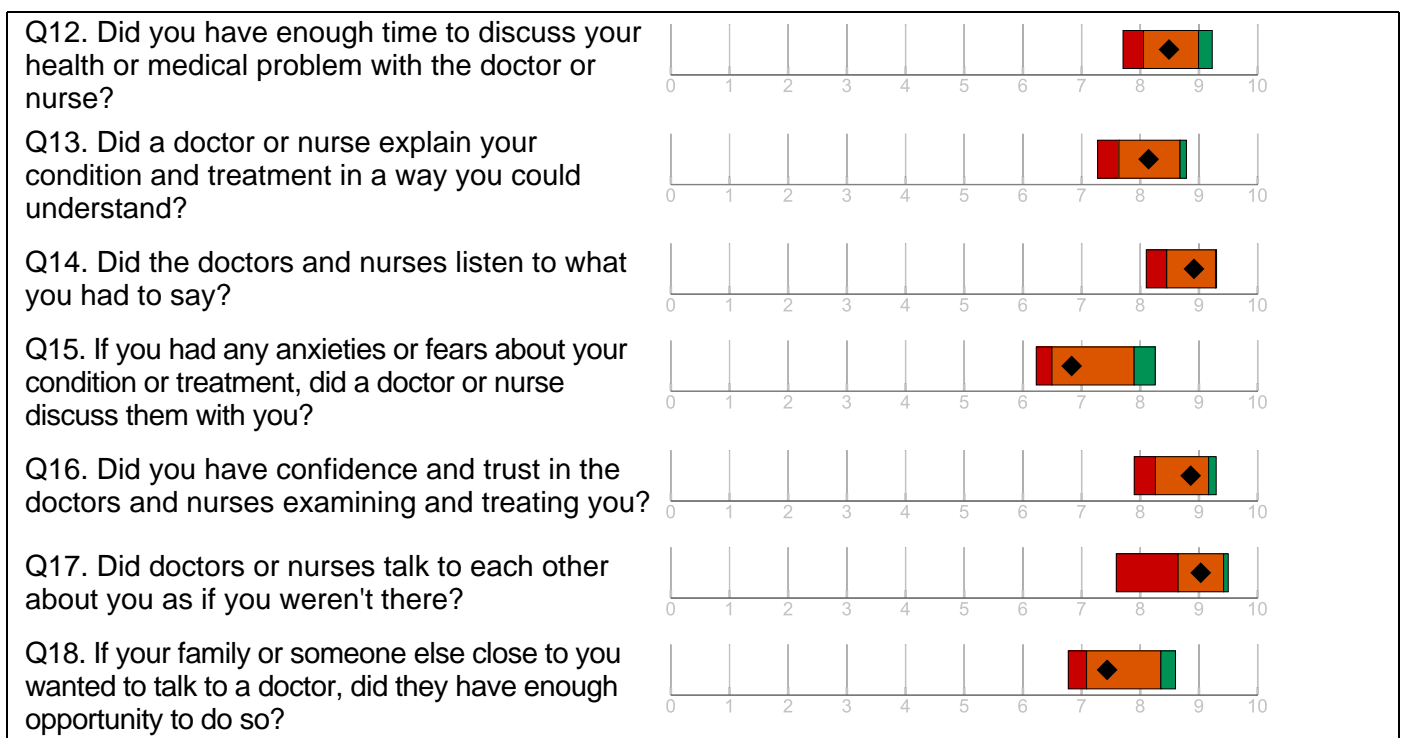 Q12. Did you have enough time to discuss your
health or medical problem with the doctor or
nurse?
0 1 2 3 4 5 6 7 8 9 10
Q13. Did a doctor or nurse explain your
condition and treatment in a way you could
understand?
0 1 2 3 4 5 6 7 8 9 10
Q14. Did the doctors and nurses listen to what
you had to say?
0 1 2 3 4 5 6 7 8 9 10
Q15. If you had any anxieties or fears about your
condition or treatment, did a doctor or nurse
discuss them with you?
0 1 2 3 4 5 6 7 8 9 10
Q16. Did you have confidence and trust in the
doctors and nurses examining and treating you?
0 1 2 3 4 5 6 7 8 9 10
Q17. Did doctors or nurses talk to each other
about you as if you weren't there?
0 1 2 3 4 5 6 7 8 9 10
Q18. If your family or someone else close to you
wanted to talk to a doctor, did they have enough
opportunity to do so?
0 1 2 3 4 5 6 7 8 9 10